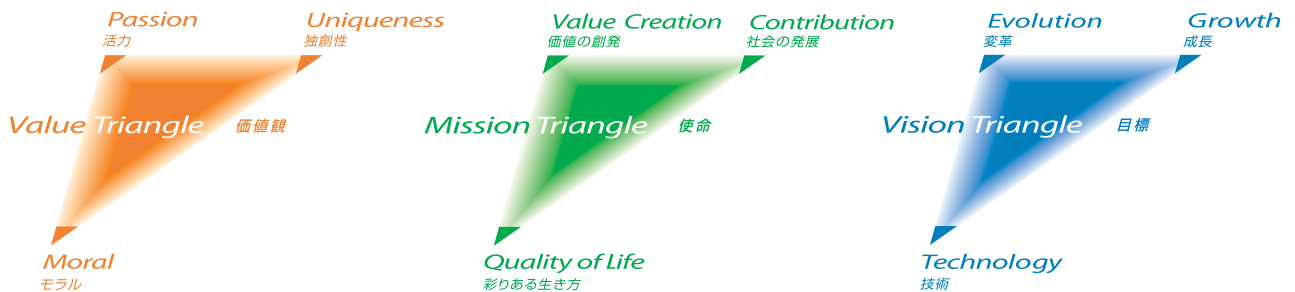 Passion
活力
Uniqueness
独創性
Value Triangle 価値観
Moral
モラル
Value Creation
価値の創発
Contribution
社会の発展
Mission Triangle 使命
Quality of Life
彩りある生き方
Evolution
変革
Growth
成長
Vision Triangle 目標
Technology
技術